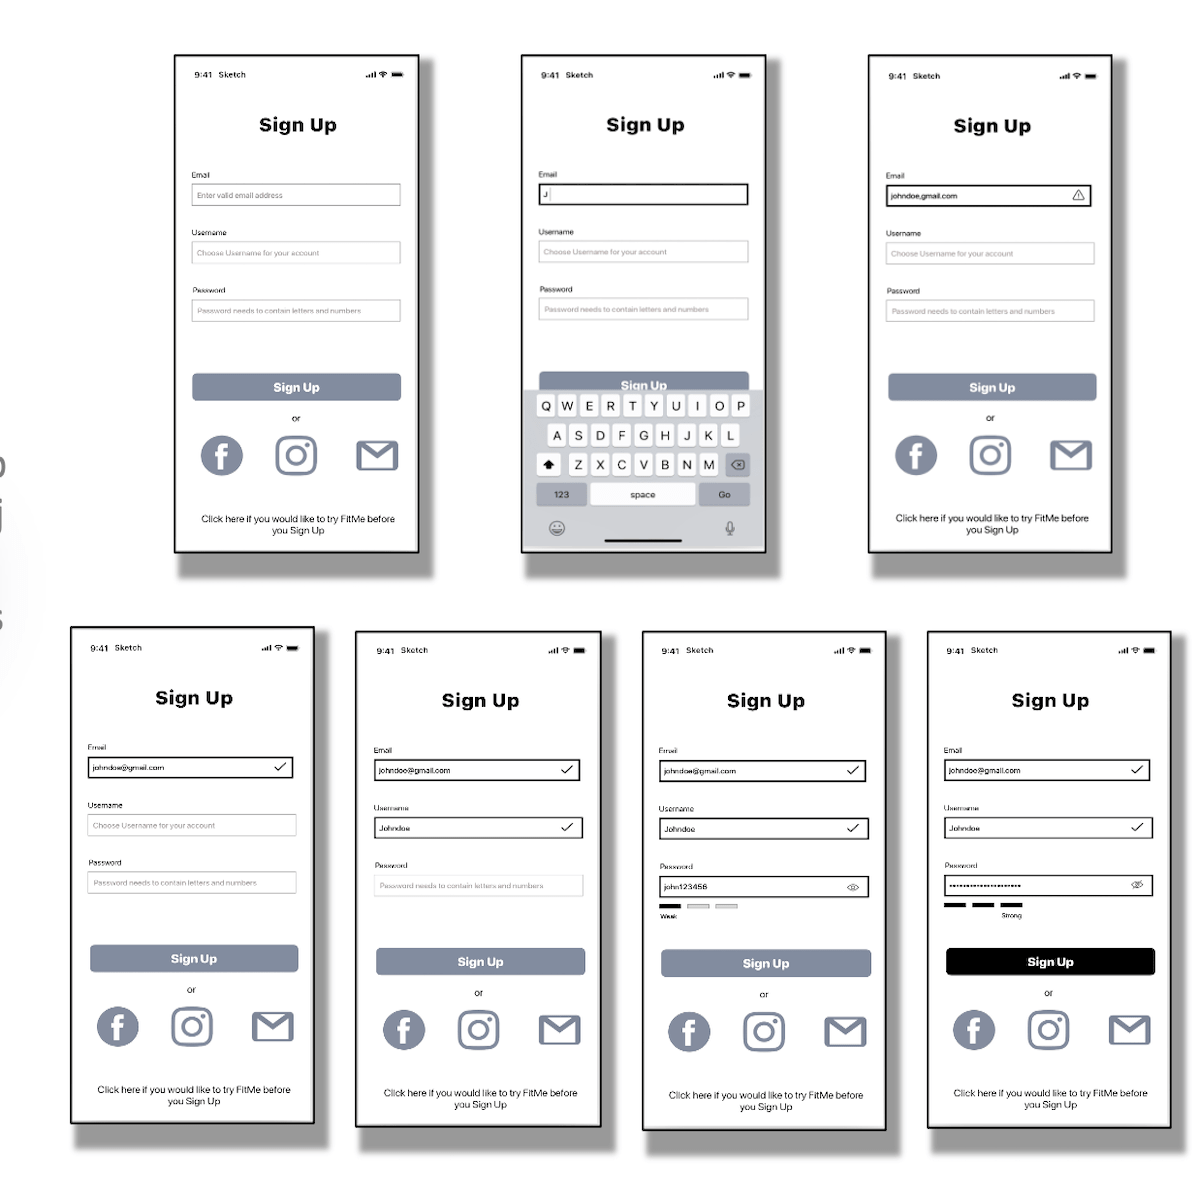 9:41 Sketch
Sign Up
Email
Enter valid email address
Username
Choose Username for your account
Password
Password needs to contain letters and numbers
Sign Up
or
Click here if you would like to try FitMe before
you Sign Up
9:41 Sketch
Sign Up
Email
J
Username
Choose Username for your account
Password
Password needs to contain letters and numbers
Sign Up
Q W E R T Y U I O P
A S D F G H J K L
Z X C V B N M
123 space Go
9:41 Sketch
Sign Up
Email
johndoe,gmail.com
Username
Choose Username for your account
Password
Password needs to contain letters and numbers
Sign Up
or
Click here if you would like to try FitMe before
you Sign Up
9:41 Sketch
Sign Up
Email
johndoe@gmail.com
Username
Choose Username for your account
Password
Password needs to contain letters and numbers
Sign Up
or
Click here if you would like to try FitMe before
you Sign Up
9:41 Sketch
Sign Up
Email
johndoe@gmail.com
Username
Johndoe
Password
Password needs to contain letters and numbers
Sign Up
or
Click here if you would like to try FitMe before
you Sign Up
9:41 Sketch
Sign Up
Email
johndoe@gmail.com
Username
Johndoe
Password
john123456
Weak
Sign Up
or
Click here if you would like to try FitMe before
you Sign Up
9:41 Sketch
Sign Up
Email
johndoe@gmail.com
Username
Johndoe
Password
Strong
Sign Up
or
Click here if you would like to try FitMe before
you Sign Up